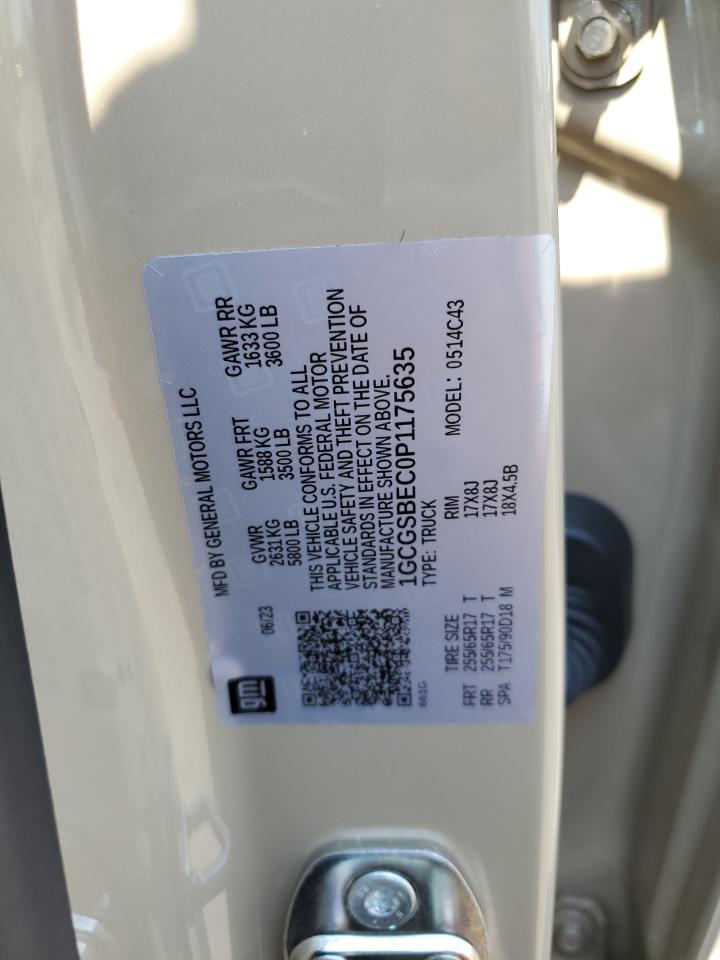 gm
06/23
MFD BY GENERAL MOTORS LLC
GVWR GAWR FRT GAWR RR
2631 KG 1588 KG 1633 KG
5800 LB 3500 LB 3600 LB
THIS VEHICLE CONFORMS TO ALL
APPLICABLE U.S. FEDERAL MOTOR
VEHICLE SAFETY AND THEFT PREVENTION
STANDARDS IN EFFECT ON THE DATE OF
MANUFACTURE SHOWN ABOVE.
1GCGSBEC0P1175635
TYPE: TRUCK MODEL: 0514C43
661G
TIRE SIZE RIM
FRT 255/65R17 T 17X8J
RR 255/65R17 T 17X8J
SPA T175/90D18 M 18X4.5B